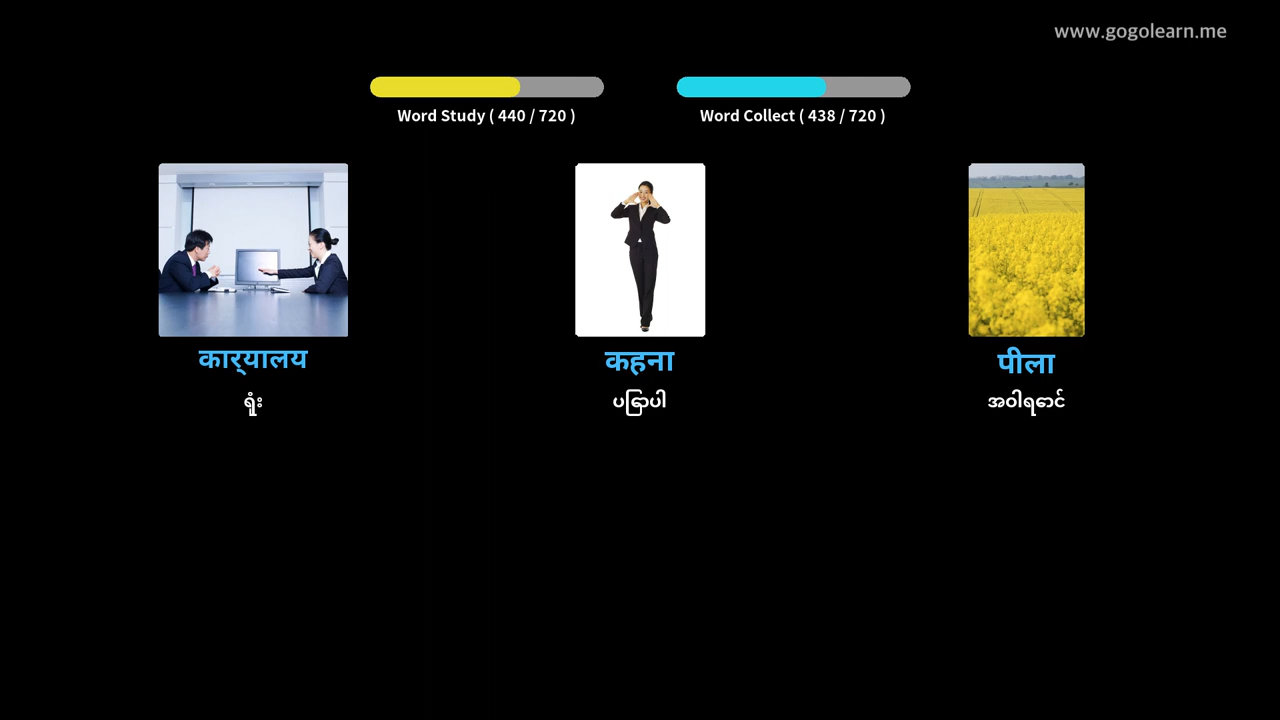 www.gogolearn.me
Word Study ( 440 / 720 )
Word Collect ( 438 / 720 )
कार्‍यालय
कहना
पीला
ရုံး
ပြောပါ
အဝါရောင်